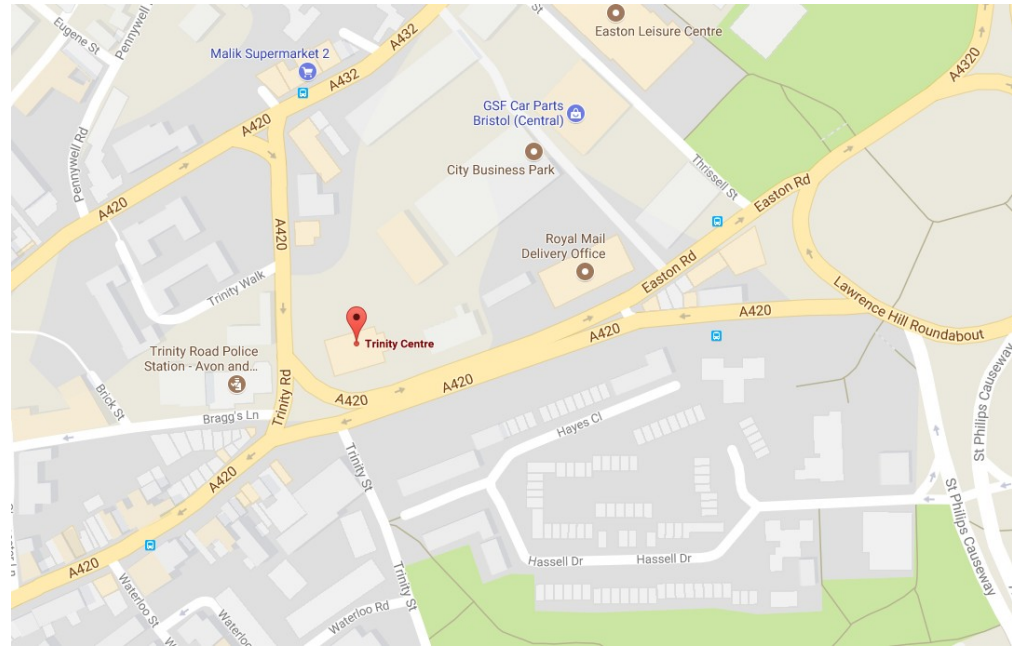 Eugene St
Pennywell Rd
A432
Malik Supermarket 2
A432
A420
Easton Leisure Centre
A4320
GSF Car Parts
Bristol (Central)
City Business Park
Thrissell St
Easton Rd
Pennywell Rd
A420
A420
Trinity Walk
Royal Mail
Delivery Office
Easton Rd
Lawrence Hill Roundabout
A420
A420
Trinity Centre
Trinity Road Police
Station - Avon and...
A420
A420
Trinity Rd
Brick St
Bragg's Ln
Hayes Cl
St Philips Causeway
Trinity St
A420
St Philips Causeway
Hassell Dr
Hassell Dr
A420
Waterloo St
Trinity St
Waterloo Rd